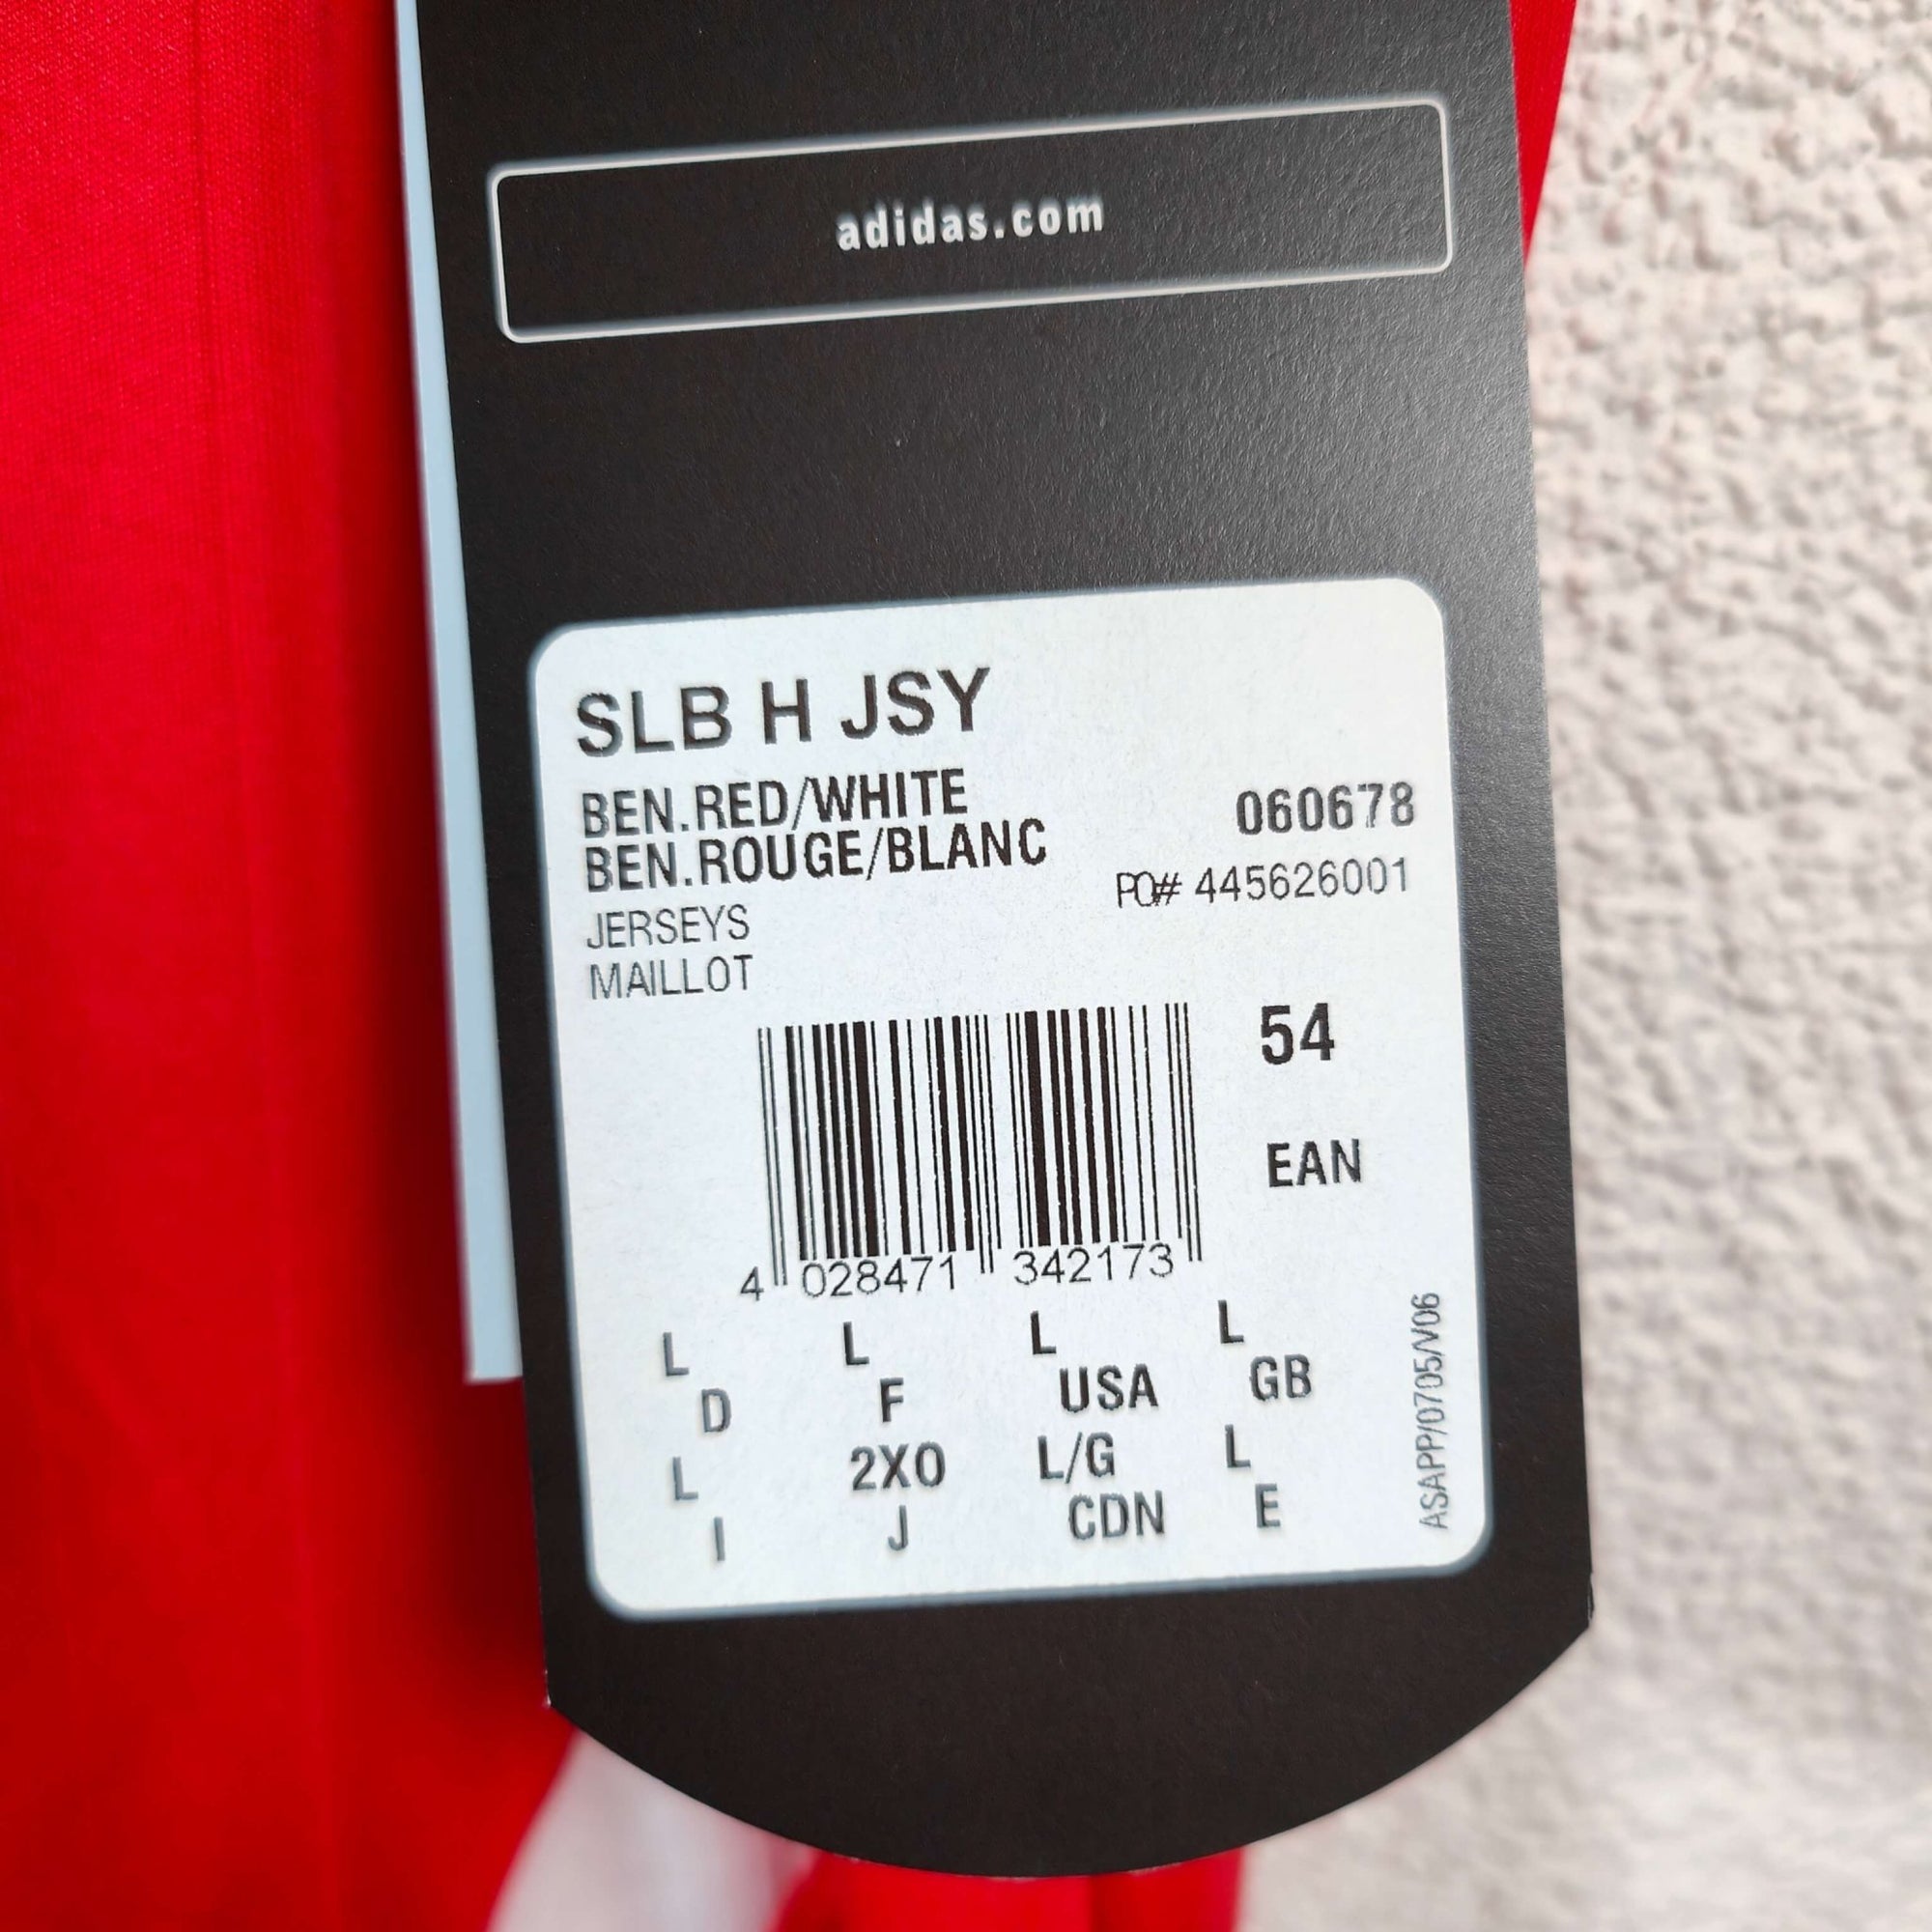 adidas.com
SLB H JSY
BEN.RED/WHITE
BEN.ROUGE/BLANC
060678
PO# 445626001
JERSEYS
MAILLOT
54
EAN
4 028471 342173
L L L L
D F USA GB
L 2XO L/G L
I J CDN E
ASAPP/0705/V06